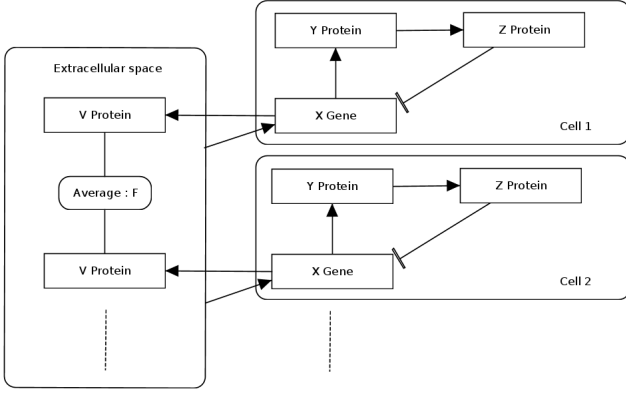 Extracellular space
V Protein
Average : F
V Protein
Y Protein
Z Protein
X Gene
Cell 1
Y Protein
Z Protein
X Gene
Cell 2